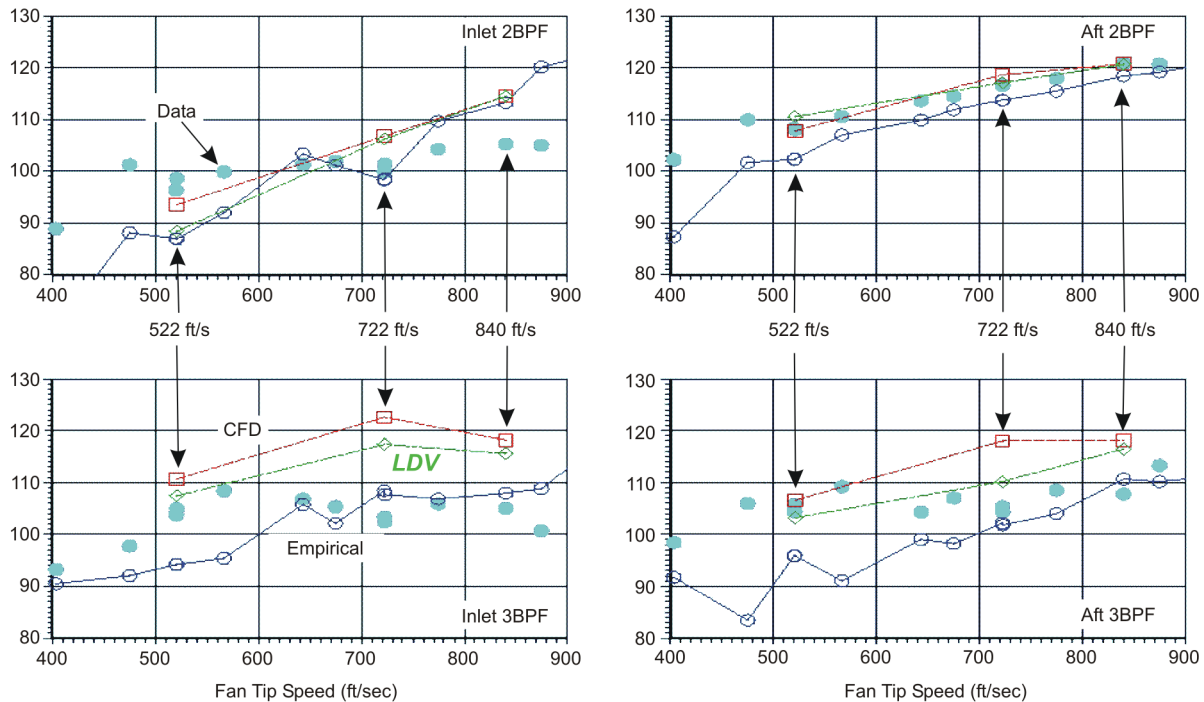 130
120
110
100
90
80
Inlet 2BPF
Data
400 500 600 700 800 900
130
120
110
100
90
80
Aft 2BPF
400 500 600 700 800 900
522 ft/s 722 ft/s 840 ft/s
522 ft/s 722 ft/s 840 ft/s
130
120
110
100
90
80
CFD
LDV
Empirical
Inlet 3BPF
400 500 600 700 800 900
Fan Tip Speed (ft/sec)
130
120
110
100
90
80
Aft 3BPF
400 500 600 700 800 900
Fan Tip Speed (ft/sec)